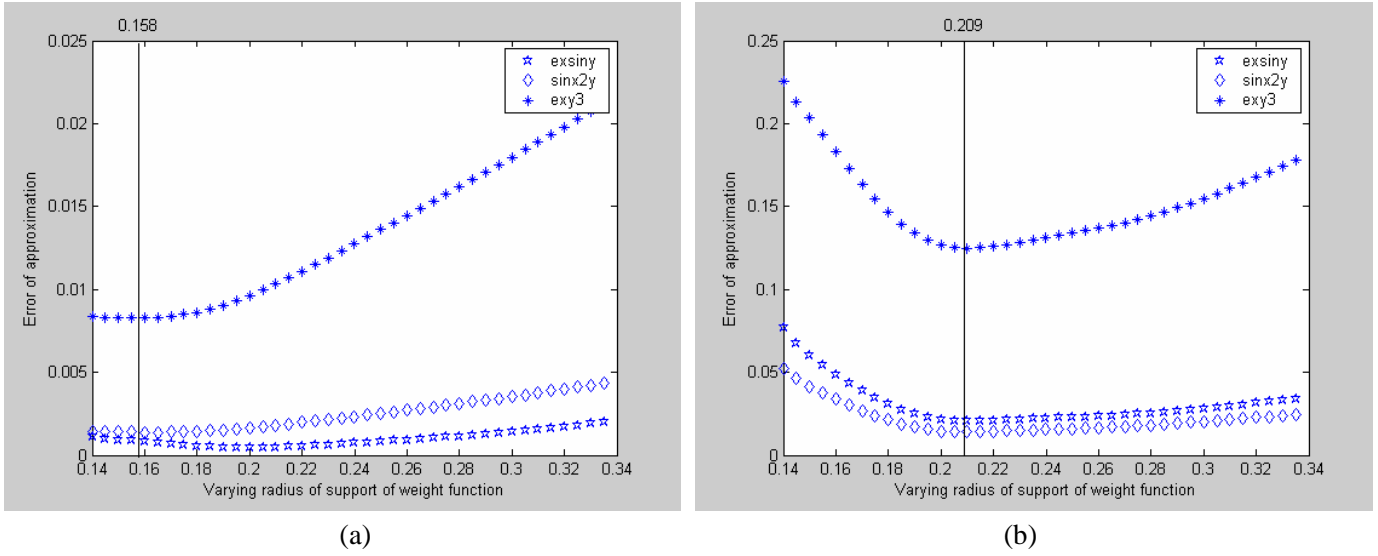 0.158
0.025
0.02
0.015
0.01
0.005
0
Error of approximation
exsiny
sinx2y
exy3
0.14 0.16 0.18 0.2 0.22 0.24 0.26 0.28 0.3 0.32 0.34
Varying radius of support of weight function
(a)
0.209
0.25
0.2
0.15
0.1
0.05
0
Error of approximation
exsiny
sinx2y
exy3
0.14 0.16 0.18 0.2 0.22 0.24 0.26 0.28 0.3 0.32 0.34
Varying radius of support of weight function
(b)